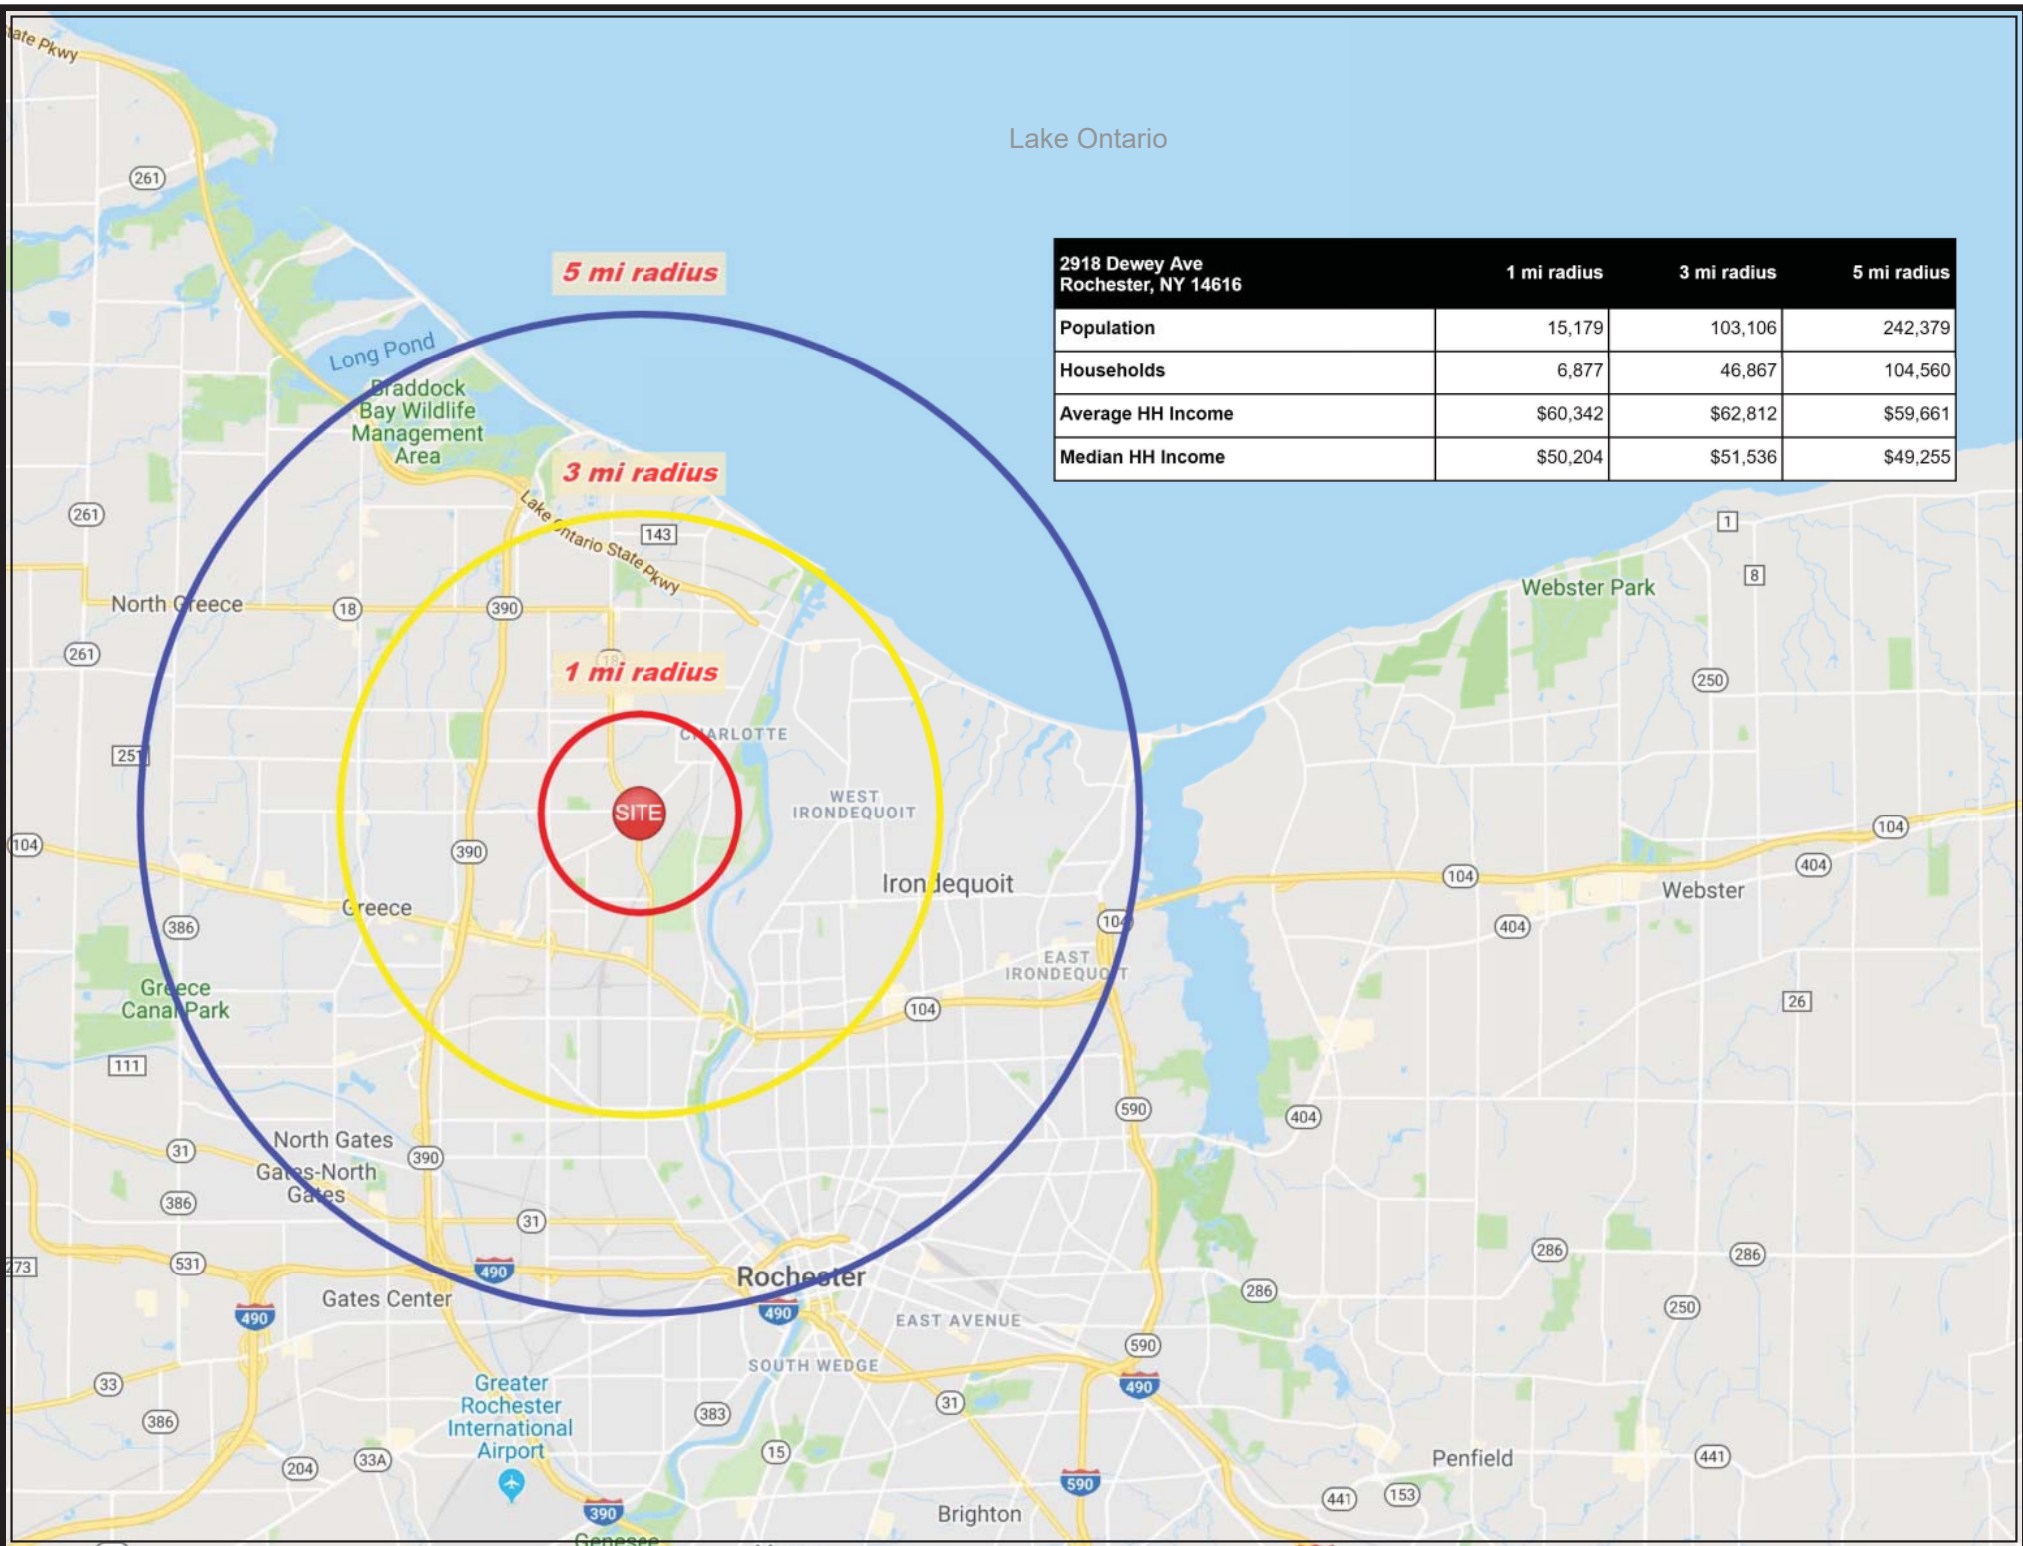 tate Pkwy
Lake Ontario
261
5 mi radius
2918 Dewey Ave
Rochester, NY 14616
1 mi radius
3 mi radius
5 mi radius
Population
15,179
103,106
242,379
Households
6,877
46,867
104,560
Average HH Income
$60,342
$62,812
$59,661
Median HH Income
$50,204
$51,536
$49,255
Long Pond
Braddock
Bay Wildlife
Management
Area
3 mi radius
261
Lake Ontario State Pkwy
143
1
8
Webster Park
North Greece
18
390
261
18
1 mi radius
250
CHARLOTTE
251
SITE
WEST
IRONDEQUOIT
104
390
104
404
104
Webster
Irondequoit
Greece
386
104
404
EAST
IRONDEQUOIT
Greece
Canal Park
104
26
111
590
404
North Gates
31
390
Gates-North
Gates
386
31
286
286
531
273
490
Rochester
286
Gates Center
490
490
EAST AVENUE
250
590
SOUTH WEDGE
33
490
Greater
Rochester
International
Airport
386
383
31
15
204
33A
Penfield
441
590
441
153
390
Brighton
Genesee